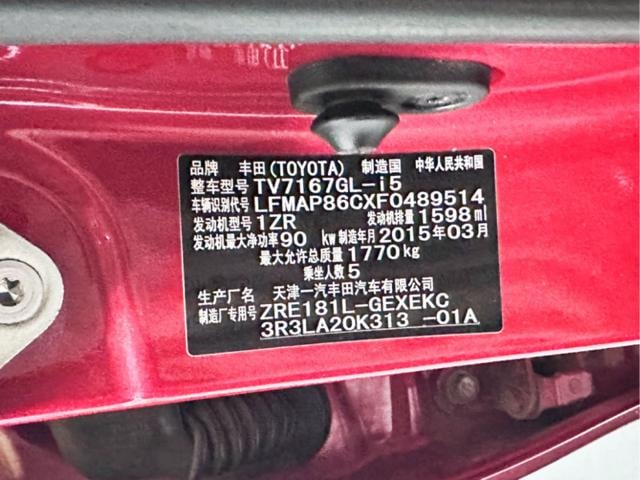 品牌 丰田(TOYOTA) 制造国 中华人民共和国
整车型号 TV7167GL-i5
车辆识别代号 LFMAP86CXF0489514
发动机型号 1ZR 发动机排量 1598ml
发动机最大净功率 90 kw 制造年月 2015年03月
最大允许总质量 1770kg
乘坐人数 5
生产厂名 天津一汽丰田汽车有限公司
制造厂专用号 ZRE181L-GEXEKC
3R3LA20K313 -01A